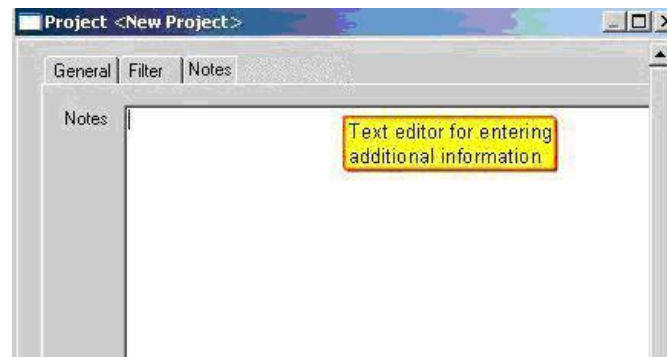 Project <New Project>
General Filter Notes
Notes
Text editor for entering
additional information